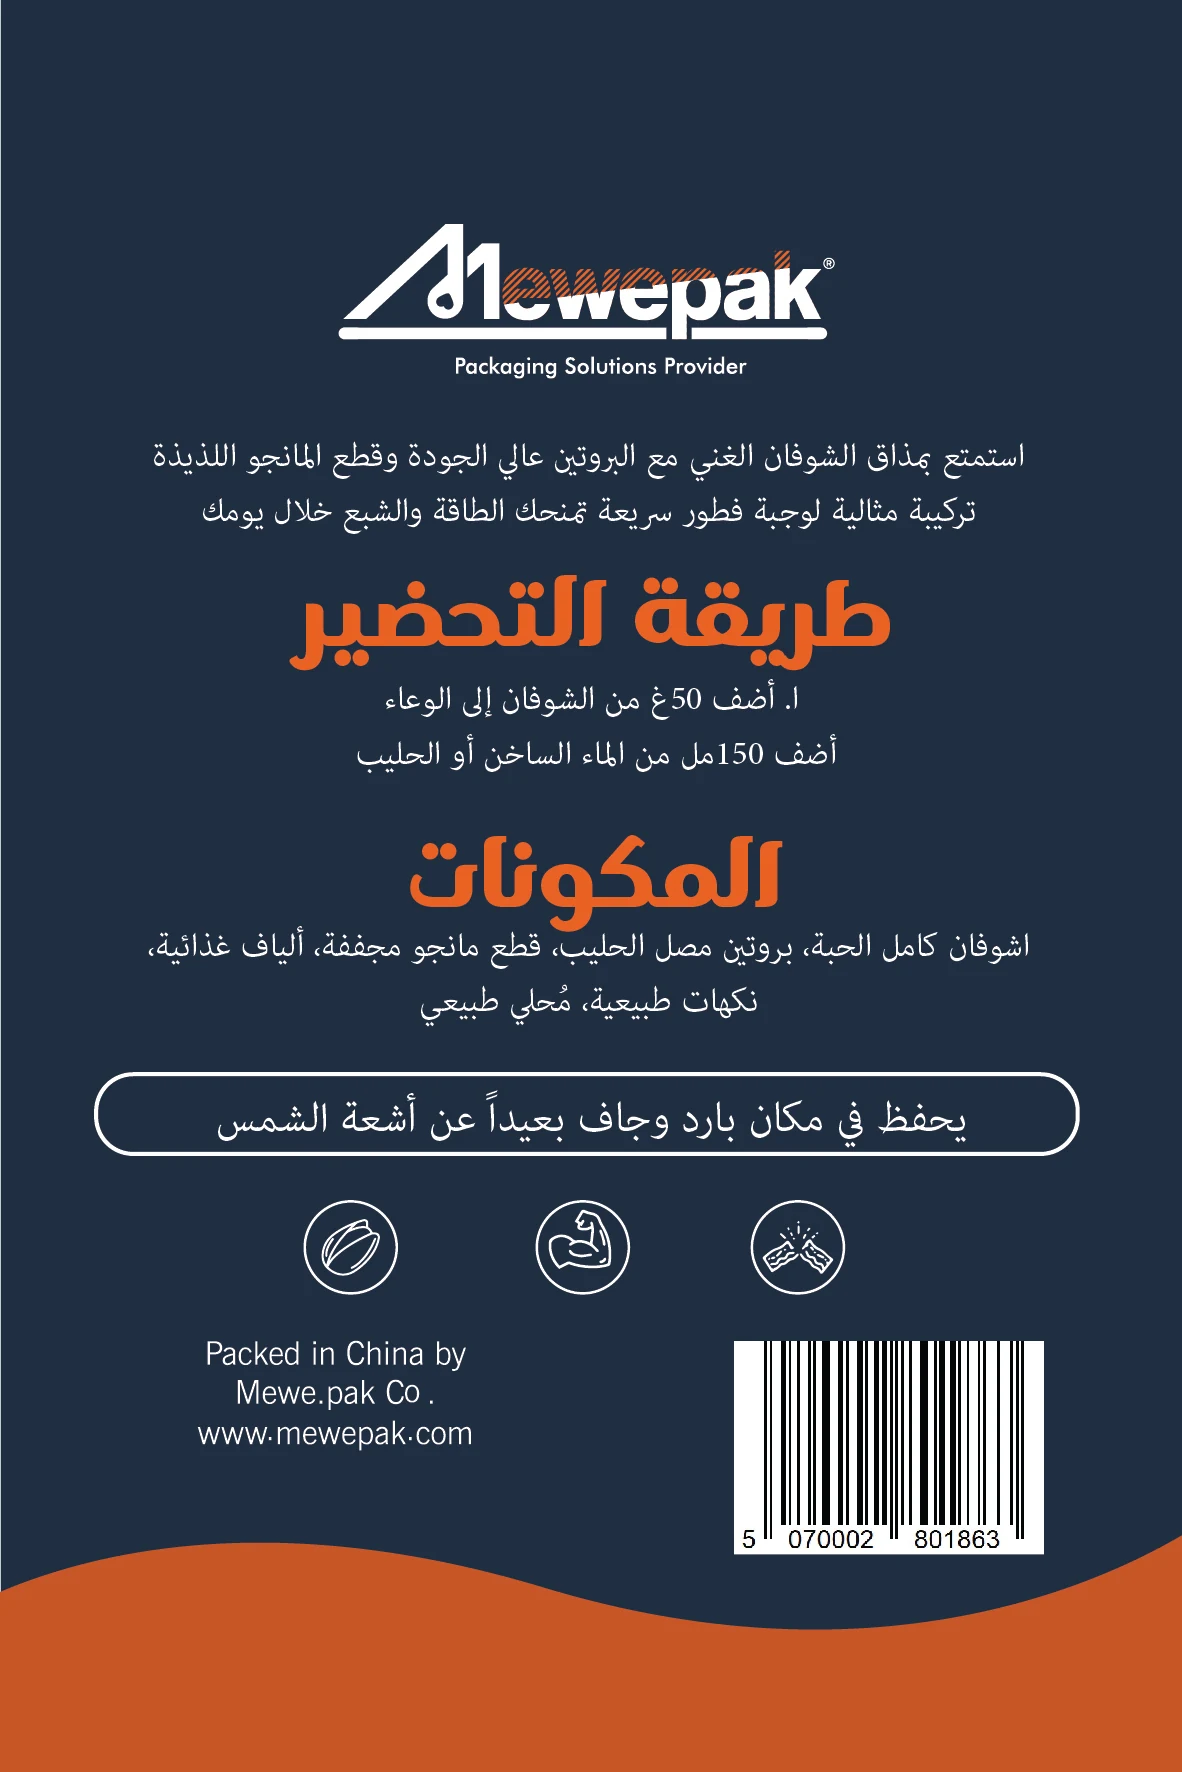 Mewepak®
Packaging Solutions Provider
استمتع بمذاق الشوفان الغني مع البروتين عالي الجودة وقطع المانجو اللذيذة
تركيبة مثالية لوجبة فطور سريعة تمنحك الطاقة والشبع خلال يومك
طريقة التحضير
ا. أضف 50غ من الشوفان إلى الوعاء
أضف 150مل من الماء الساخن أو الحليب
المكونات
اشوفان كامل الحبة، بروتين مصل الحليب، قطع مانجو مجففة، ألياف غذائية،
نكهات طبيعية، مُحلي طبيعي
يحفظ في مكان بارد وجاف بعيداً عن أشعة الشمس
Packed in China by
Mewe.pak Co .
www.mewepak.com
5 070002 801863